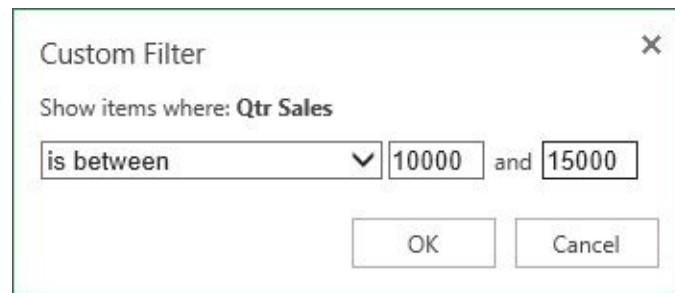 Custom Filter
Show items where: Qtr Sales
is between 10000 and 15000
OK Cancel